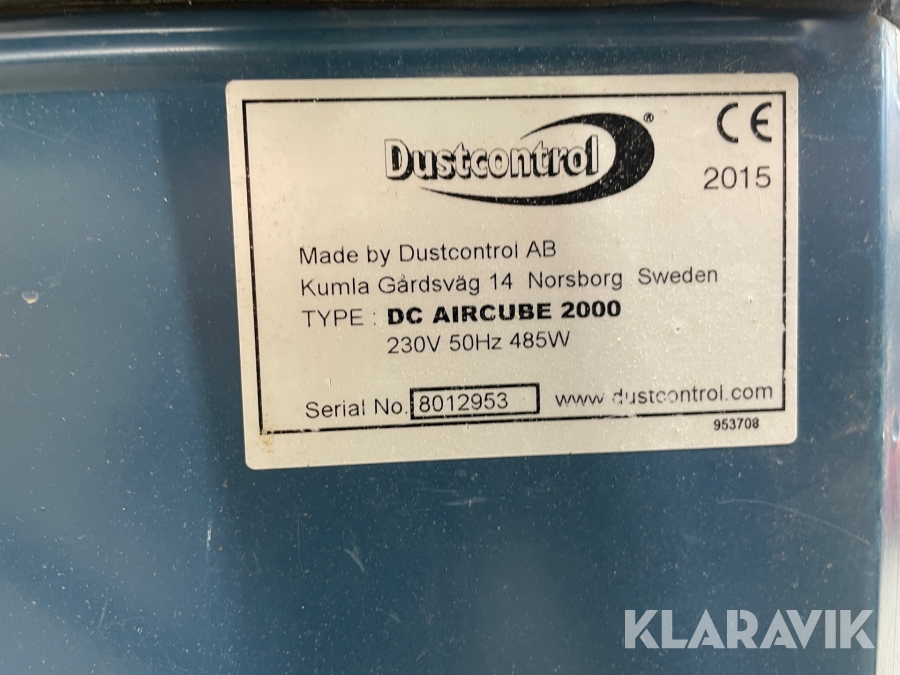 Dustcontrol ®
CE
2015
Made by Dustcontrol AB
Kumla Gårdsväg 14 Norsborg Sweden
TYPE : DC AIRCUBE 2000
230V 50Hz 485W
Serial No. 8012953 www.dustcontrol.com
953708
KLARAVIK